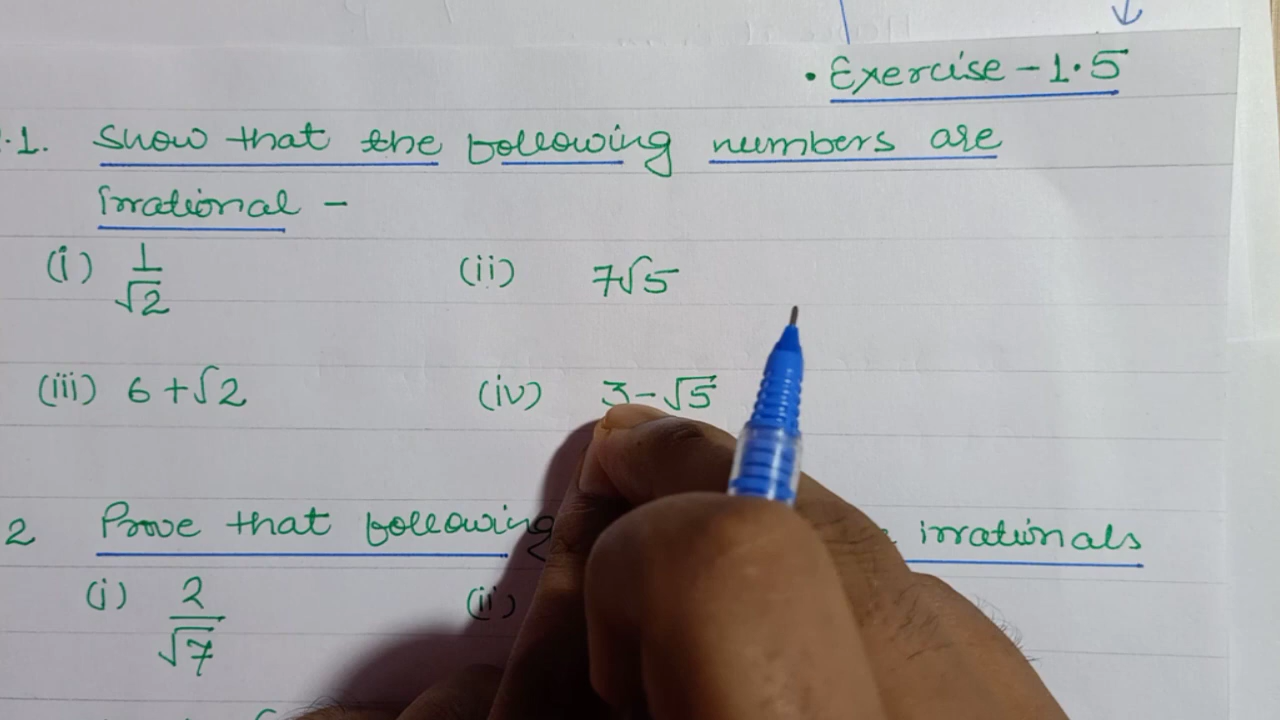 • Exercise - 1.5
.1. Show that the following numbers are
irrational -
(i) 1/√2 (ii) 7√5
(iii) 6+√2 (iv) 3-√5
2 Prove that following irrationals
(i) 2/√7 (ii)